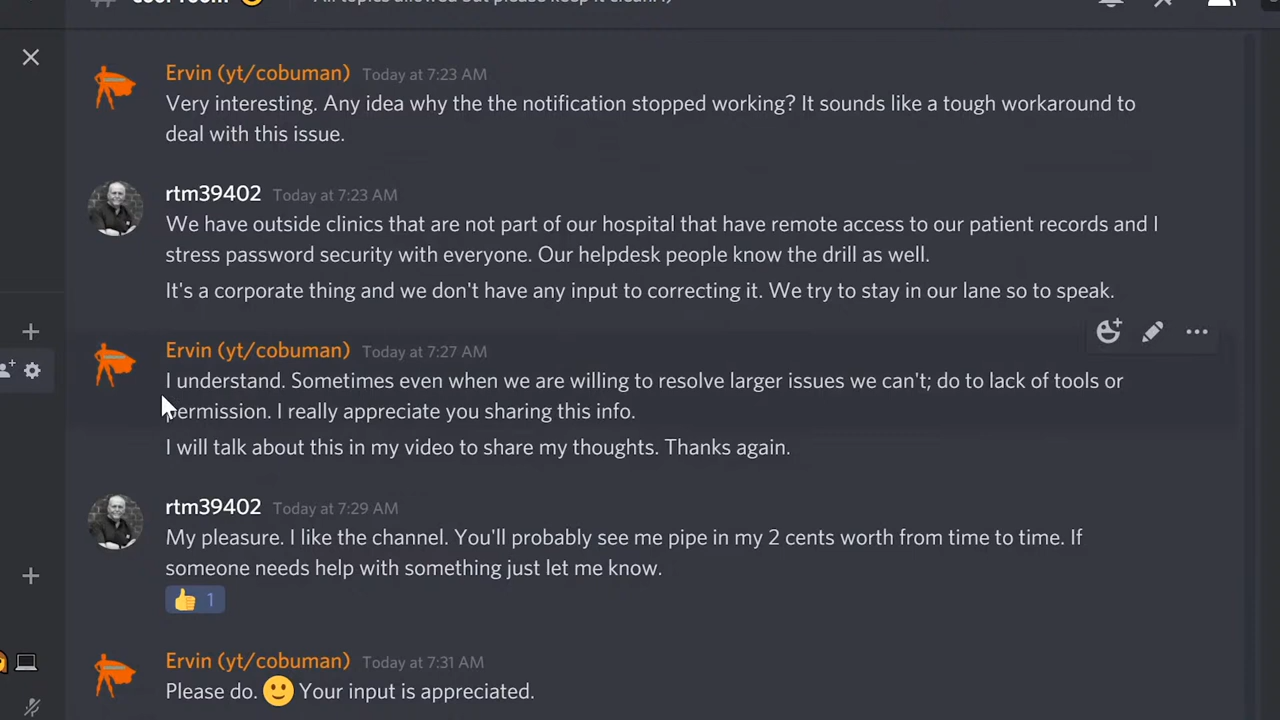 Ervin (yt/cobuman) Today at 7:23 AM
Very interesting. Any idea why the the notification stopped working? It sounds like a tough workaround to
deal with this issue.
rtm39402 Today at 7:23 AM
We have outside clinics that are not part of our hospital that have remote access to our patient records and I
stress password security with everyone. Our helpdesk people know the drill as well.
It's a corporate thing and we don't have any input to correcting it. We try to stay in our lane so to speak.
Ervin (yt/cobuman) Today at 7:27 AM
I understand. Sometimes even when we are willing to resolve larger issues we can't; do to lack of tools or
permission. I really appreciate you sharing this info.
I will talk about this in my video to share my thoughts. Thanks again.
rtm39402 Today at 7:29 AM
My pleasure. I like the channel. You'll probably see me pipe in my 2 cents worth from time to time. If
someone needs help with something just let me know.
👍 1
Ervin (yt/cobuman) Today at 7:31 AM
Please do. 🙂 Your input is appreciated.